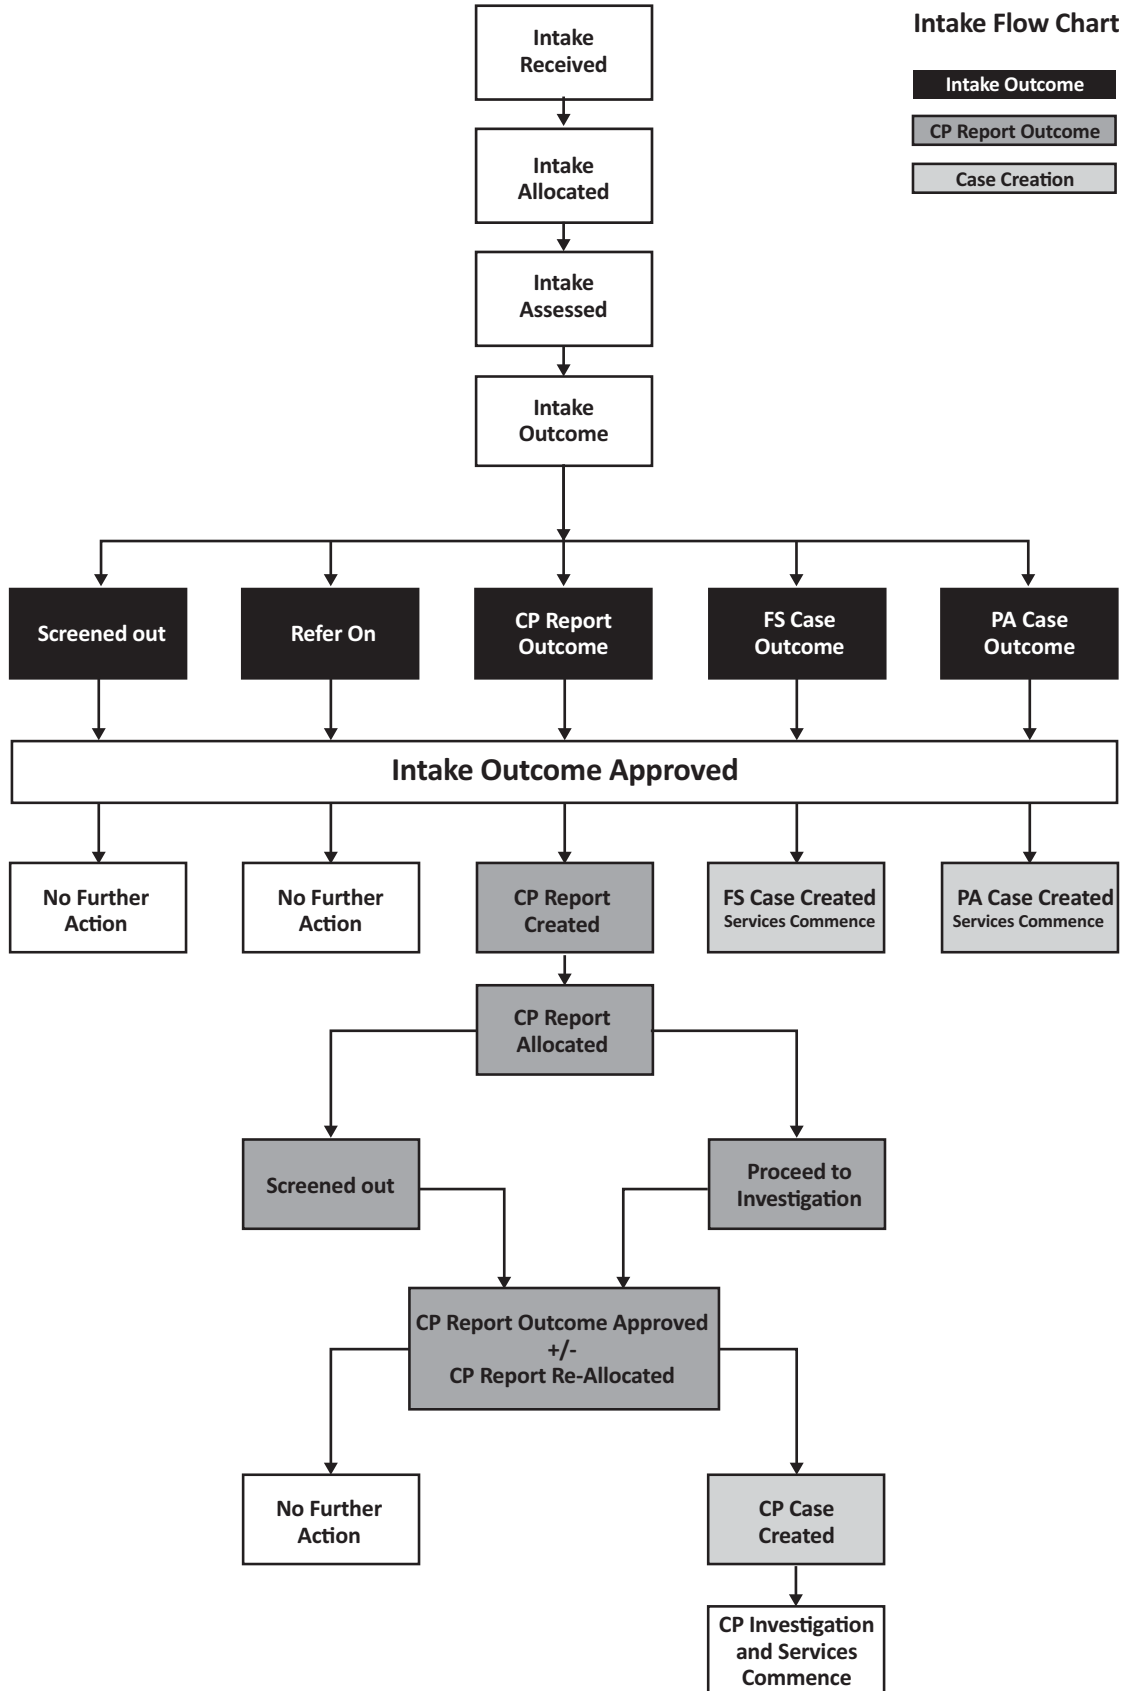 Intake Flow Chart
Intake Outcome
CP Report Outcome
Case Creation
Intake
Received
Intake
Allocated
Intake
Assessed
Intake
Outcome
Screened out
Refer On
CP Report
Outcome
FS Case
Outcome
PA Case
Outcome
Intake Outcome Approved
No Further
Action
No Further
Action
CP Report
Created
FS Case Created
Services Commence
PA Case Created
Services Commence
CP Report
Allocated
Screened out
Proceed to
Investigation
CP Report Outcome Approved
+/-
CP Report Re-Allocated
No Further
Action
CP Case
Created
CP Investigation
and Services
Commence